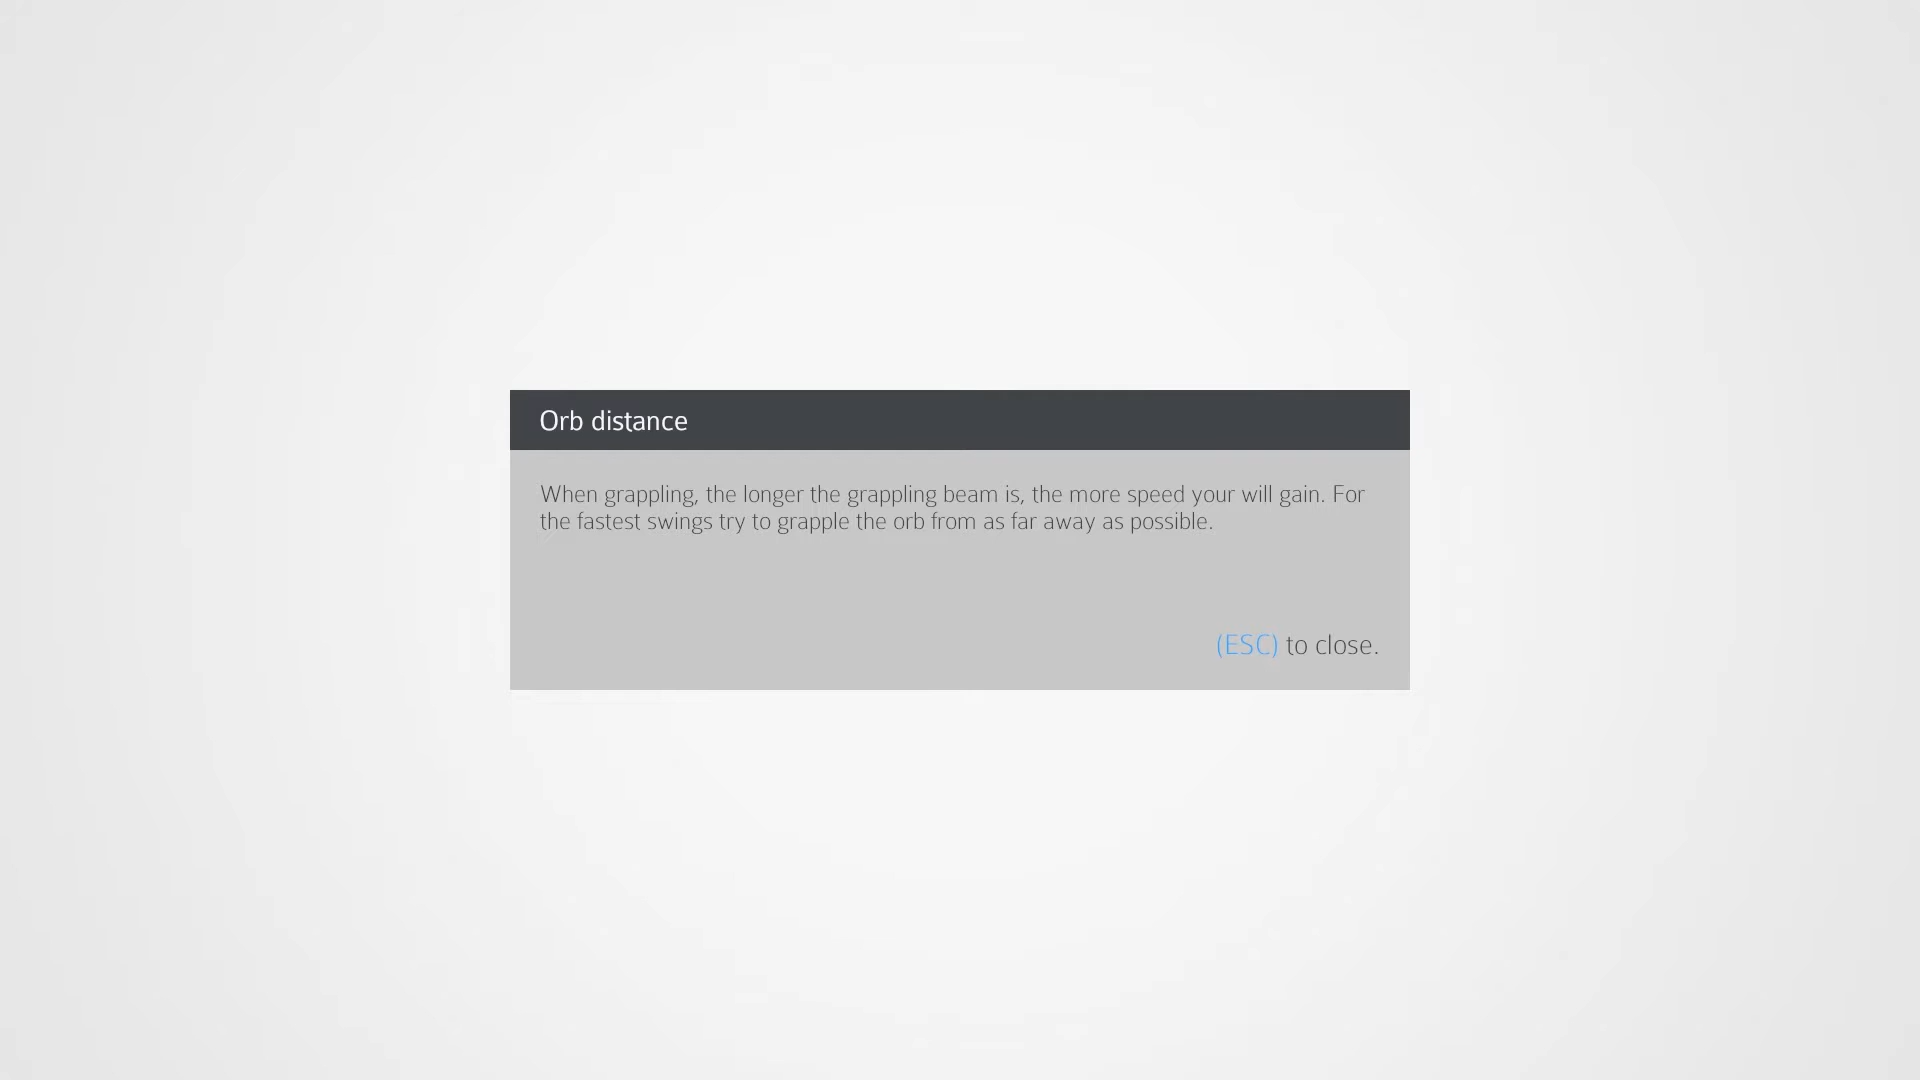 Orb distance
When grappling, the longer the grappling beam is, the more speed your will gain. For
the fastest swings try to grapple the orb from as far away as possible.
(ESC) to close.